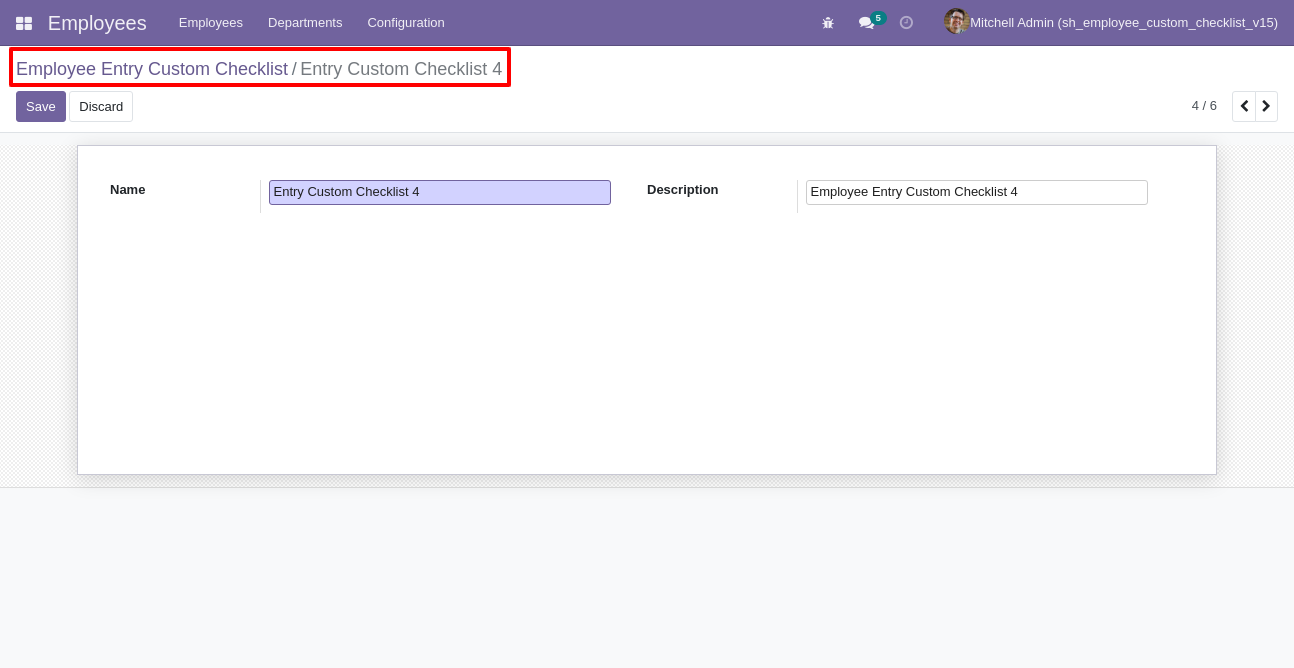 Employees Employees Departments Configuration 5 Mitchell Admin (sh_employee_custom_checklist_v15)
Employee Entry Custom Checklist / Entry Custom Checklist 4
Save Discard 4 / 6
Name Entry Custom Checklist 4 Description Employee Entry Custom Checklist 4